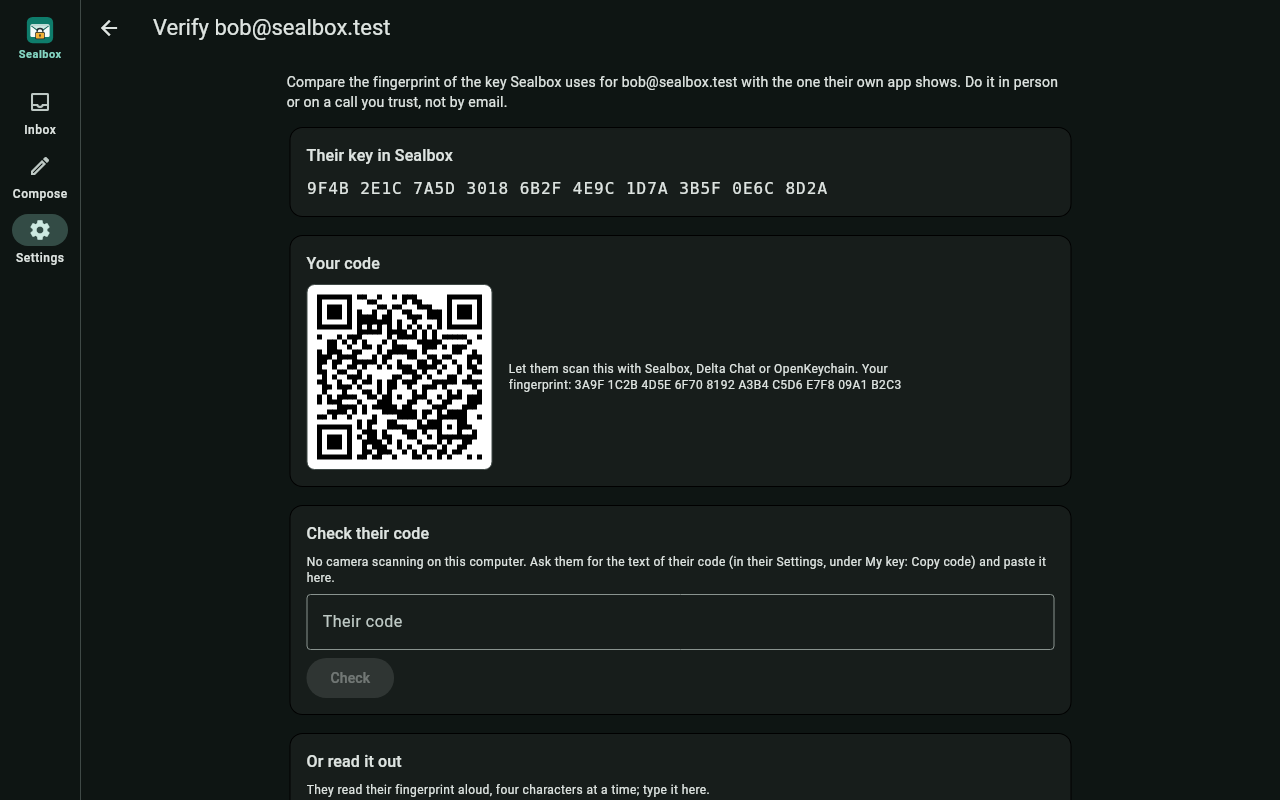 Sealbox
Inbox
Compose
Settings
Verify bob@sealbox.test
Compare the fingerprint of the key Sealbox uses for bob@sealbox.test with the one their own app shows. Do it in person
or on a call you trust, not by email.
Their key in Sealbox
9F4B 2E1C 7A5D 3018 6B2F 4E9C 1D7A 3B5F 0E6C 8D2A
Your code
Let them scan this with Sealbox, Delta Chat or OpenKeychain. Your
fingerprint: 3A9F 1C2B 4D5E 6F70 8192 A3B4 C5D6 E7F8 09A1 B2C3
Check their code
No camera scanning on this computer. Ask them for the text of their code (in their Settings, under My key: Copy code) and paste it
here.
Their code
Check
Or read it out
They read their fingerprint aloud, four characters at a time; type it here.